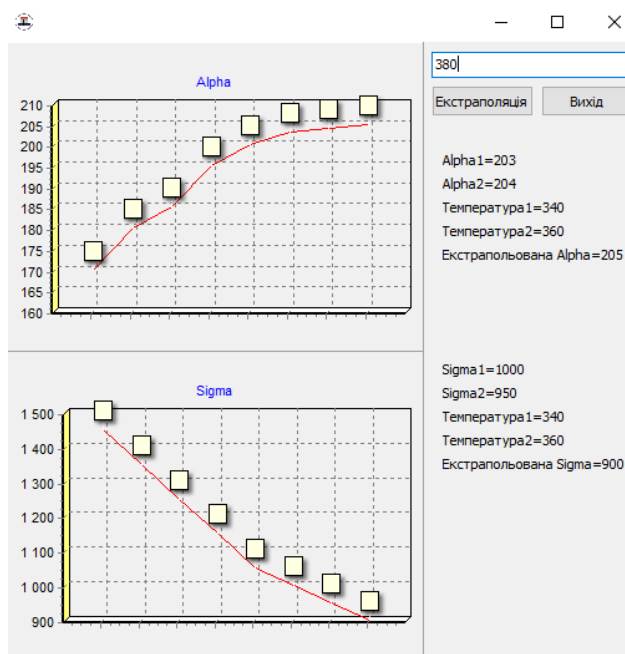 Alpha
210
205
200
195
190
185
180
175
170
165
160
Sigma
1 500
1 400
1 300
1 200
1 100
1 000
900
380
Екстраполяція Вихід
Alpha1=203
Alpha2=204
Температура1=340
Температура2=360
Екстрапольована Alpha=205
Sigma1=1000
Sigma2=950
Температура1=340
Температура2=360
Екстрапольована Sigma=900